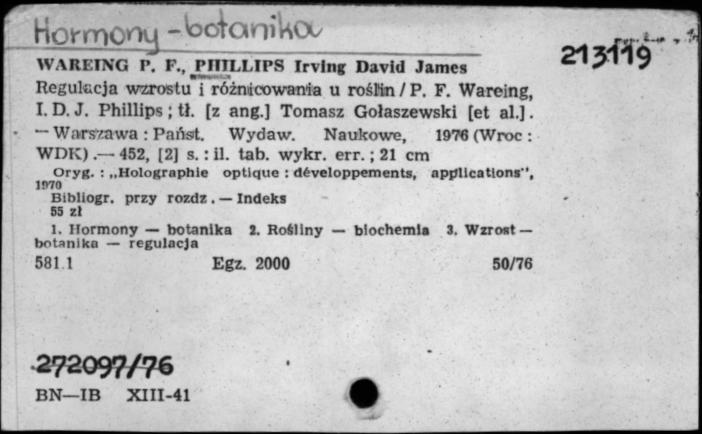 Hormony - botanika
213119
WAREING P. F., PHILLIPS Irving David James
Regulacja wzrostu i różnicowania u roślin / P. F. Wareing,
I. D. J. Phillips ; tł. [z ang.] Tomasz Gołaszewski [et al.].
— Warszawa : Państ. Wydaw. Naukowe, 1976 (Wroc :
WDK) .— 452, [2] s. : il. tab. wykr. err. ; 21 cm
Oryg. : „Holographie optique : développements, applications",
1970
Bibliogr. przy rozdz . — Indeks
55 zł
1. Hormony — botanika 2. Rośliny — biochemia 3. Wzrost —
botanika — regulacja
581.1 Egz. 2000 50/76
272097/76
BN—IB XIII-41